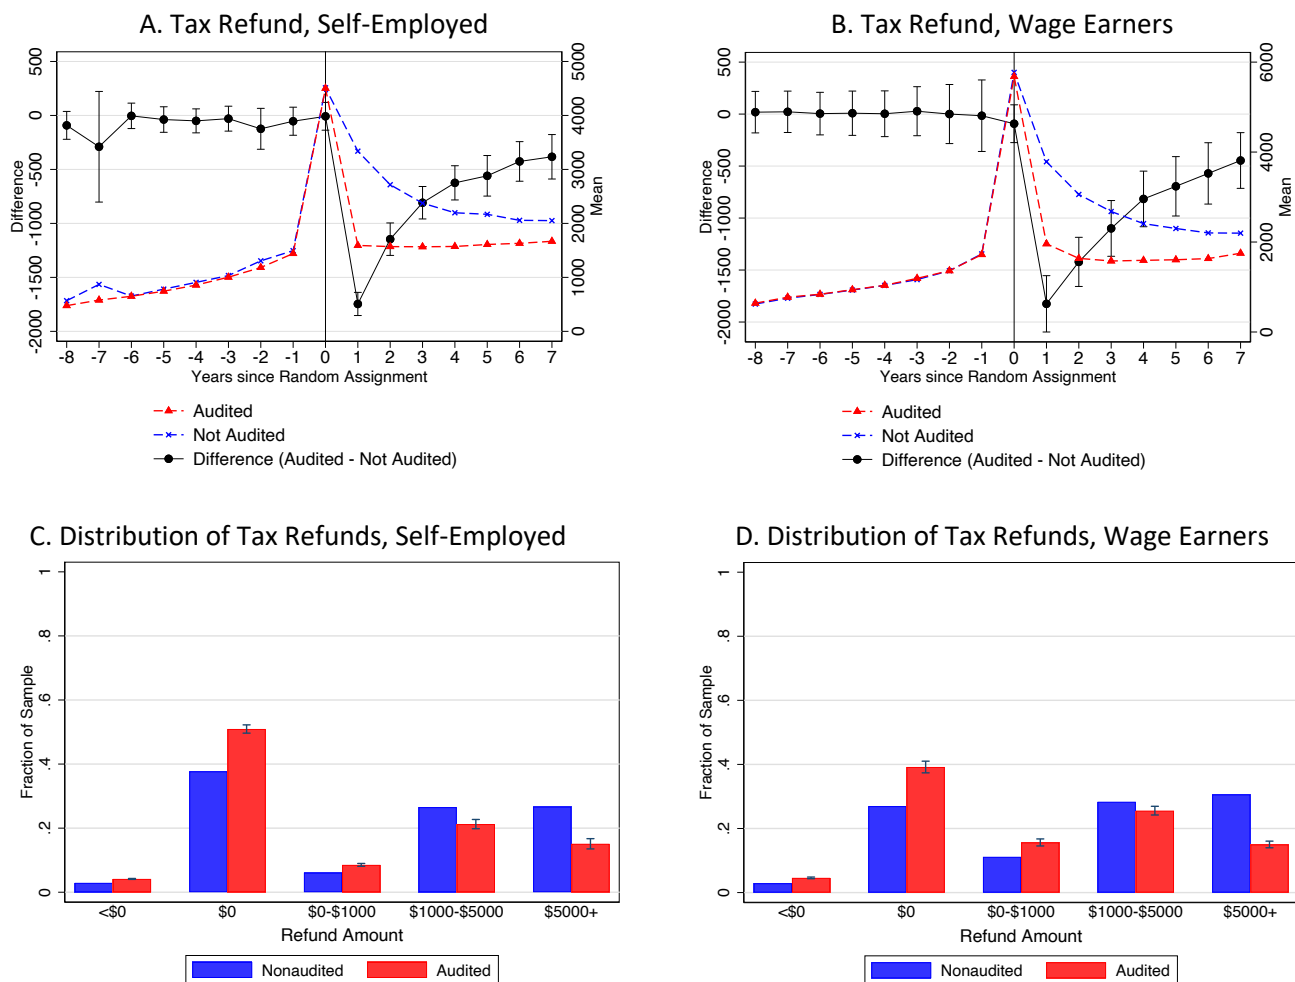 A. Tax Refund, Self-Employed
500
0
-500
-1000
-1500
-2000
Difference
5000
4000
3000
2000
1000
0
Mean
-8 -7 -6 -5 -4 -3 -2 -1 0 1 2 3 4 5 6 7
Years since Random Assignment
Audited
Not Audited
Difference (Audited - Not Audited)
B. Tax Refund, Wage Earners
500
0
-500
-1000
-1500
-2000
Difference
6000
4000
2000
0
Mean
-8 -7 -6 -5 -4 -3 -2 -1 0 1 2 3 4 5 6 7
Years since Random Assignment
Audited
Not Audited
Difference (Audited - Not Audited)
C. Distribution of Tax Refunds, Self-Employed
1
.8
.6
.4
.2
0
Fraction of Sample
<$0 $0 $0-$1000 $1000-$5000 $5000+
Refund Amount
Nonaudited Audited
D. Distribution of Tax Refunds, Wage Earners
1
.8
.6
.4
.2
0
Fraction of Sample
<$0 $0 $0-$1000 $1000-$5000 $5000+
Refund Amount
Nonaudited Audited